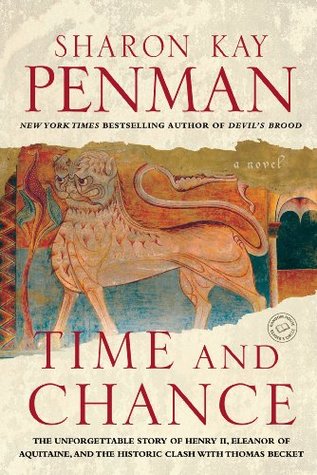 SHARON KAY
PENMAN
NEW YORK TIMES BESTSELLING AUTHOR OF DEVIL'S BROOD
a novel
TIME AND
CHANCE
THE UNFORGETTABLE STORY OF HENRY II, ELEANOR OF
AQUITAINE, AND THE HISTORIC CLASH WITH THOMAS BECKET